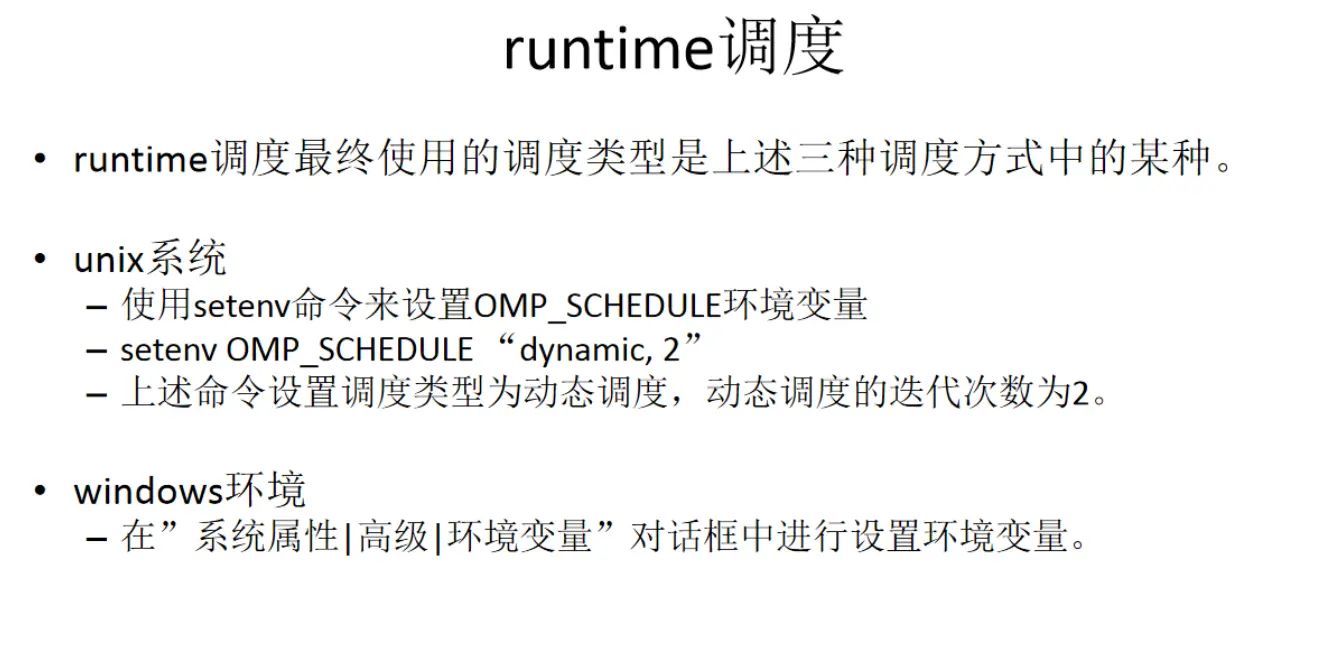 runtime调度
• runtime调度最终使用的调度类型是上述三种调度方式中的某种。
• unix系统
– 使用setenv命令来设置OMP_SCHEDULE环境变量
– setenv OMP_SCHEDULE “dynamic, 2”
– 上述命令设置调度类型为动态调度，动态调度的迭代次数为2。
• windows环境
– 在”系统属性|高级|环境变量”对话框中进行设置环境变量。